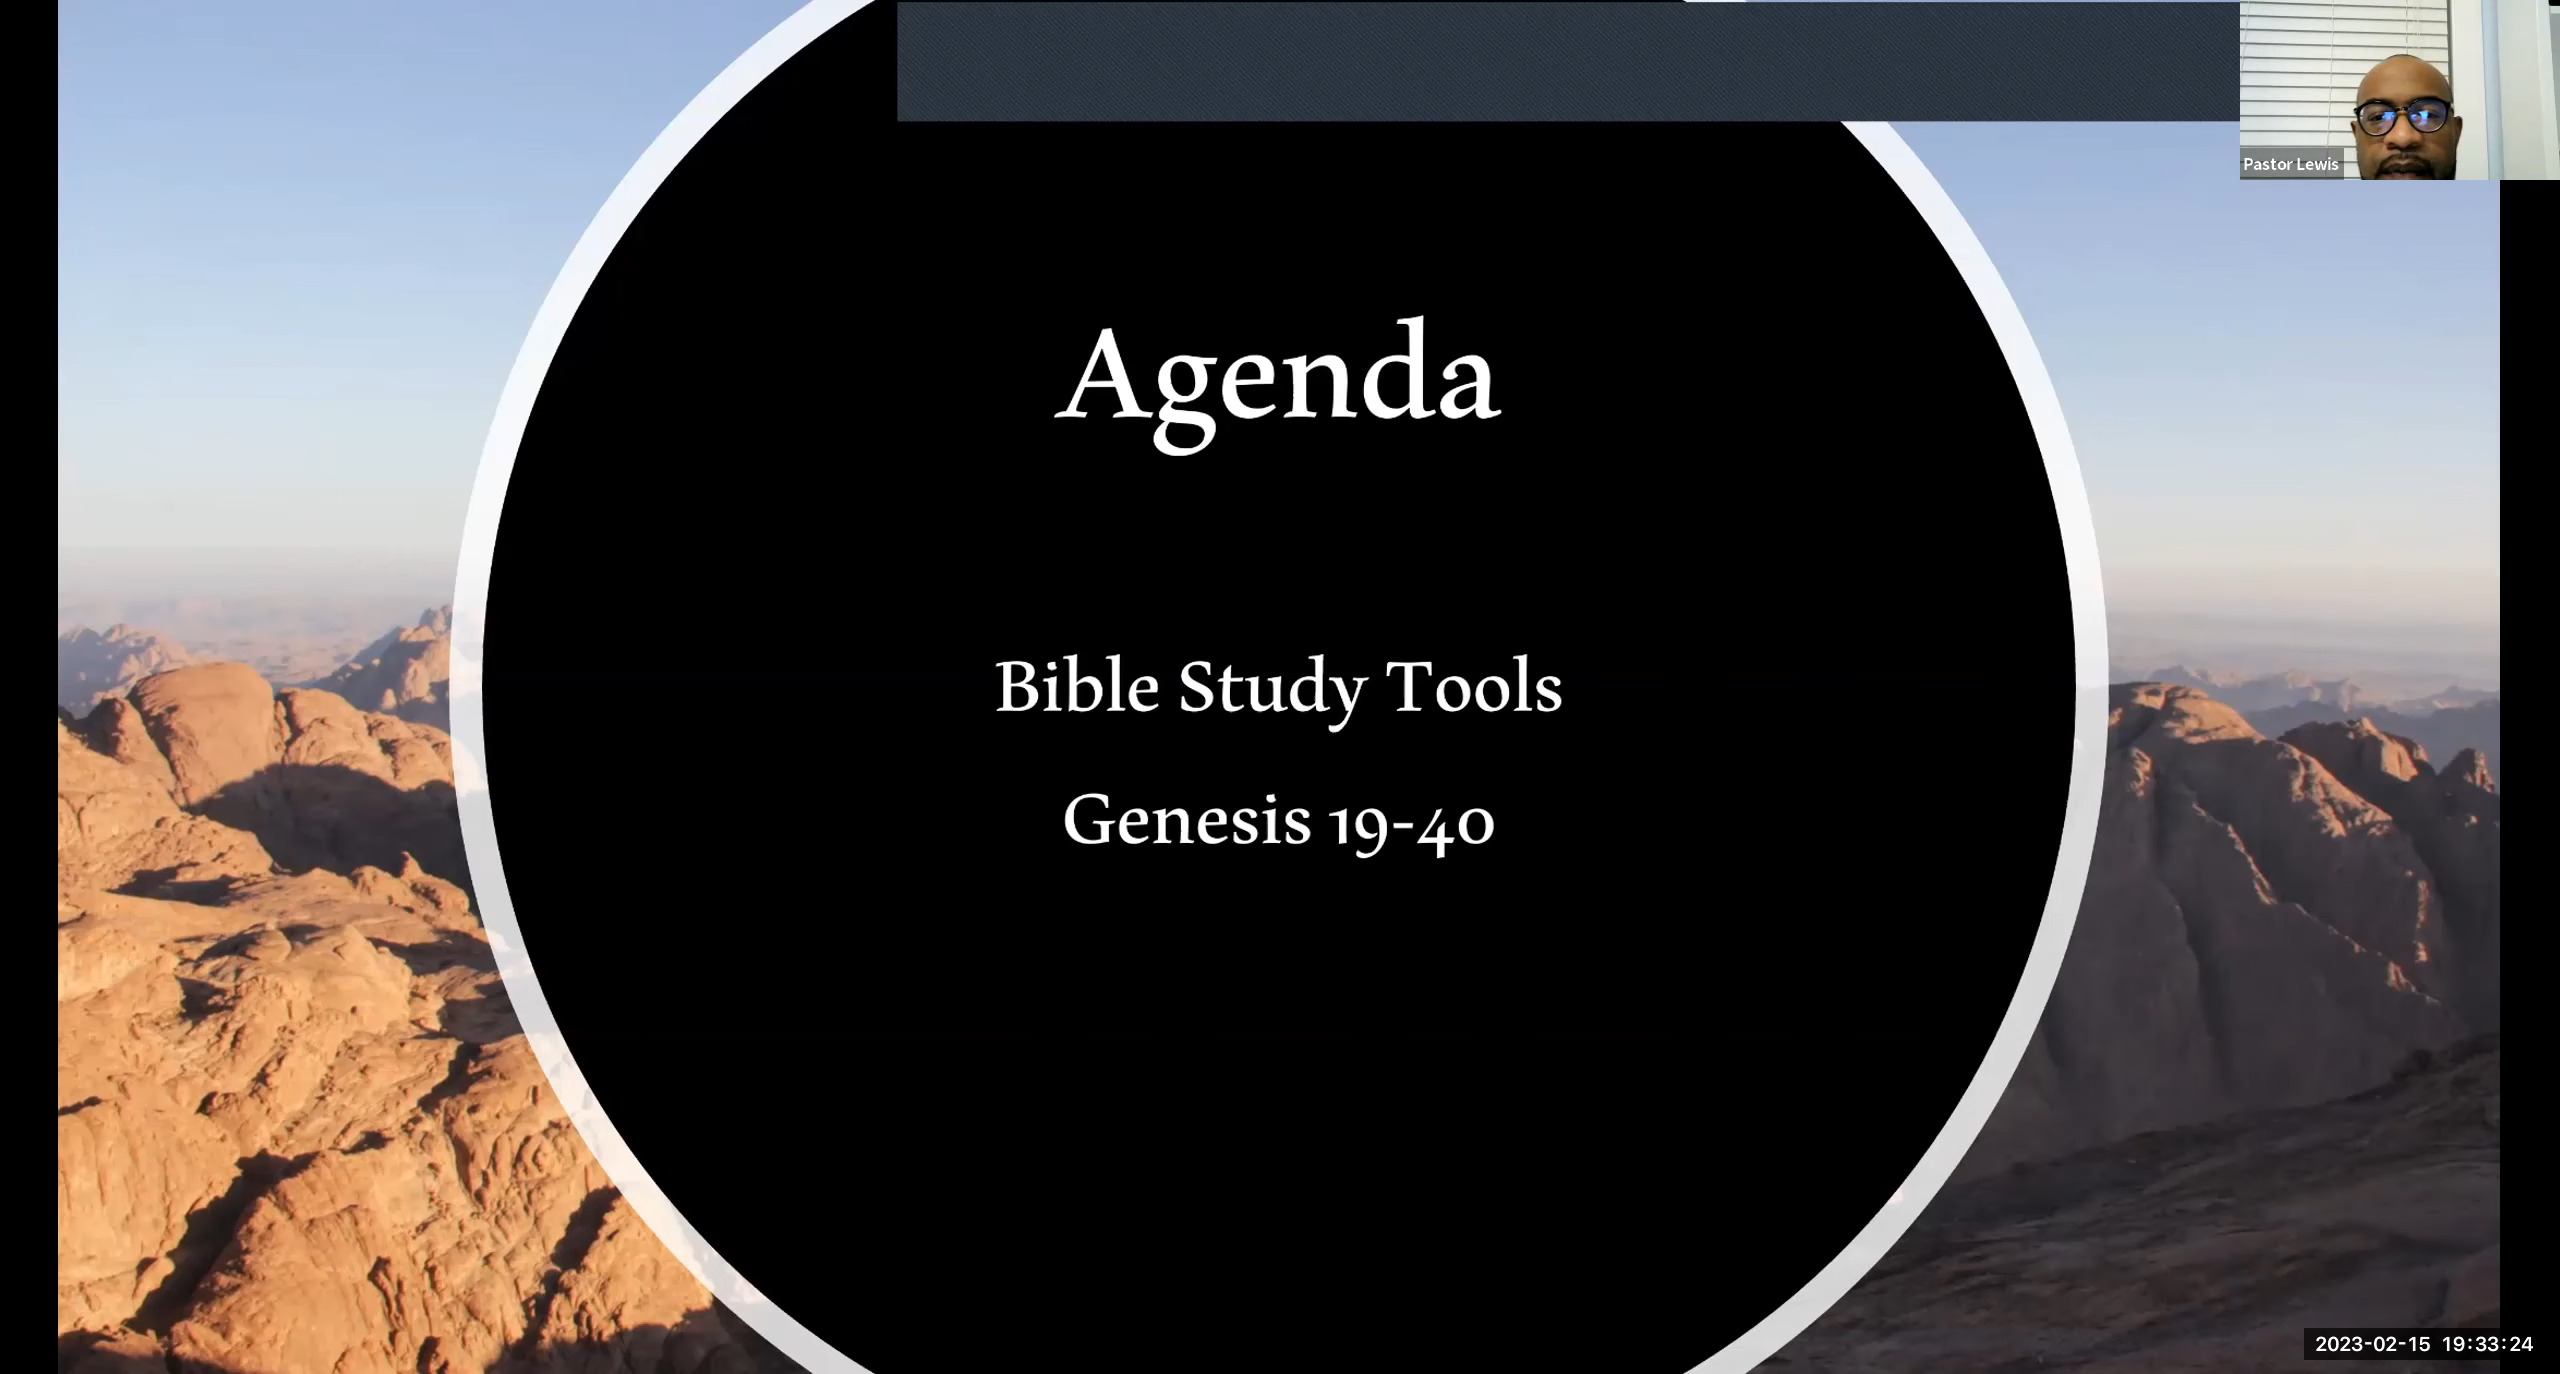 Pastor Lewis
Agenda
Bible Study Tools
Genesis 19-40
2023-02-15 19:33:24